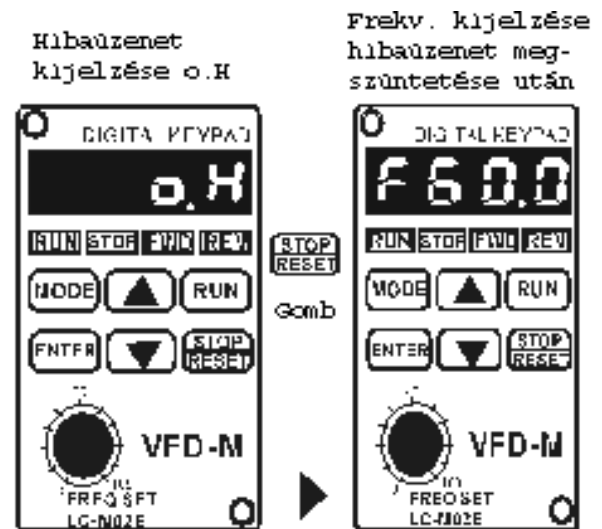 Hibaüzenet
kijelzése o.H
DIGITAL KEYPAD
o.H
RUN STOP FWD REV
MODE RUN
ENTER STOP
RESET
VFD-M
FREQ SET
LC-M02E
STOP
RESET
Gomb
Frekv. kijelzése
hibaüzenet meg-
szüntetése után
DIGITAL KEYPAD
F60.0
RUN STOP FWD REV
MODE RUN
ENTER STOP
RESET
VFD-M
FREQ SET
LC-M02E